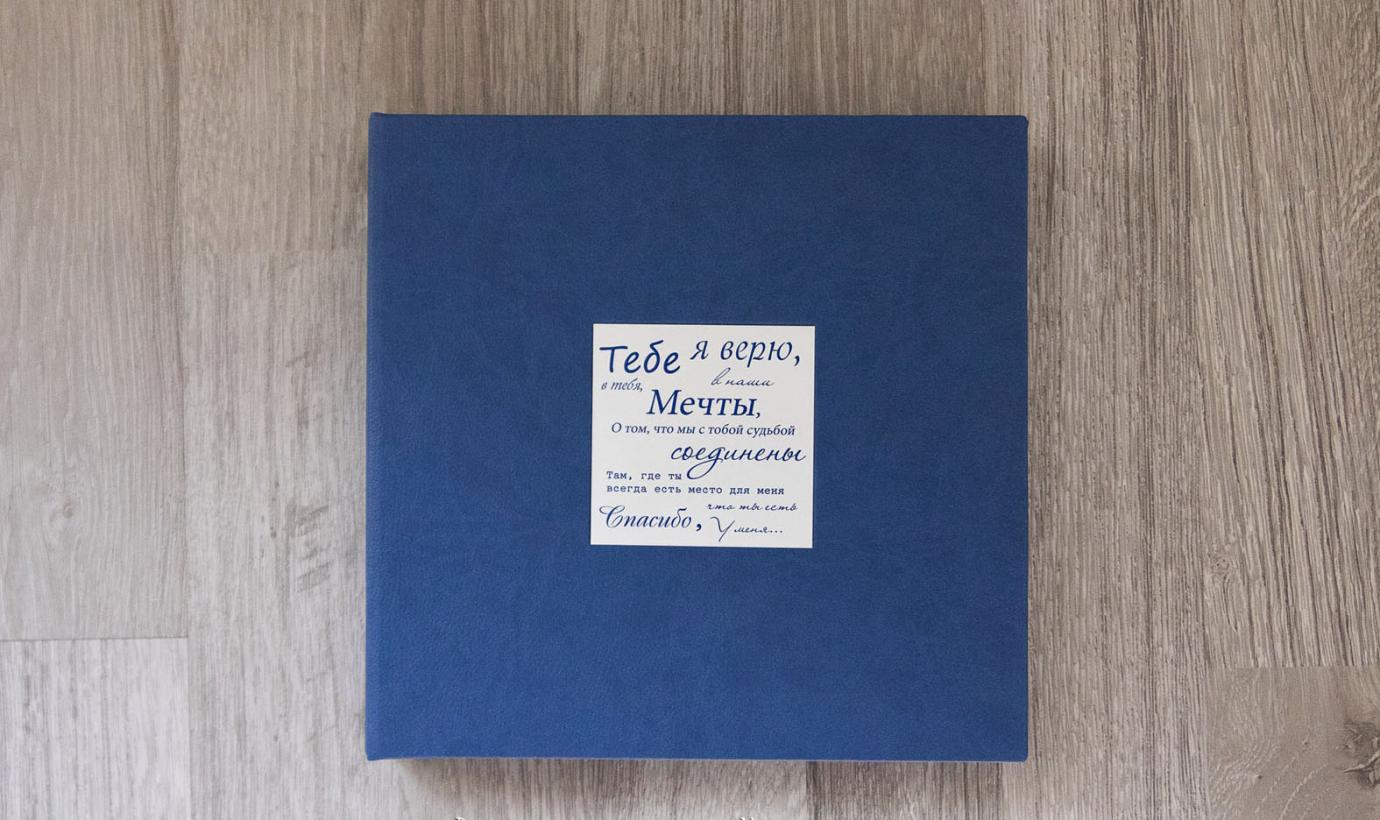 Тебе я верю,
в тебя, в наши
Мечты,
О том, что мы с тобой судьбой
соединены
Там, где ты
всегда есть место для меня
Спасибо, что ты есть
У меня...